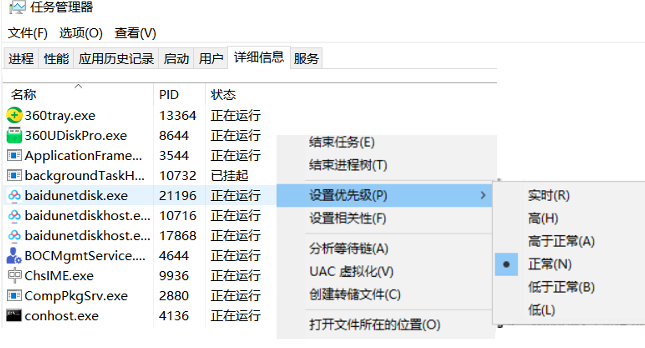 任务管理器
文件(F) 选项(O) 查看(V)
进程 性能 应用历史记录 启动 用户 详细信息 服务
名称 PID 状态
360tray.exe 13364 正在运行
360UDiskPro.exe 8644 正在运行
ApplicationFrame... 3544 正在运行
backgroundTaskH... 10732 已挂起
baidunetdisk.exe 21196 正在运行
baidunetdiskhost.e... 10716 正在运行
baidunetdiskhost.e... 17868 正在运行
BOCMgmtService.... 4644 正在运行
ChsIME.exe 9936 正在运行
CompPkgSrv.exe 2880 正在运行
conhost.exe 4136 正在运行
结束任务(E)
结束进程树(T)
设置优先级(P)
设置相关性(F)
分析等待链(A)
UAC 虚拟化(V)
创建转储文件(C)
打开文件所在的位置(O)
实时(R)
高(H)
高于正常(A)
正常(N)
低于正常(B)
低(L)